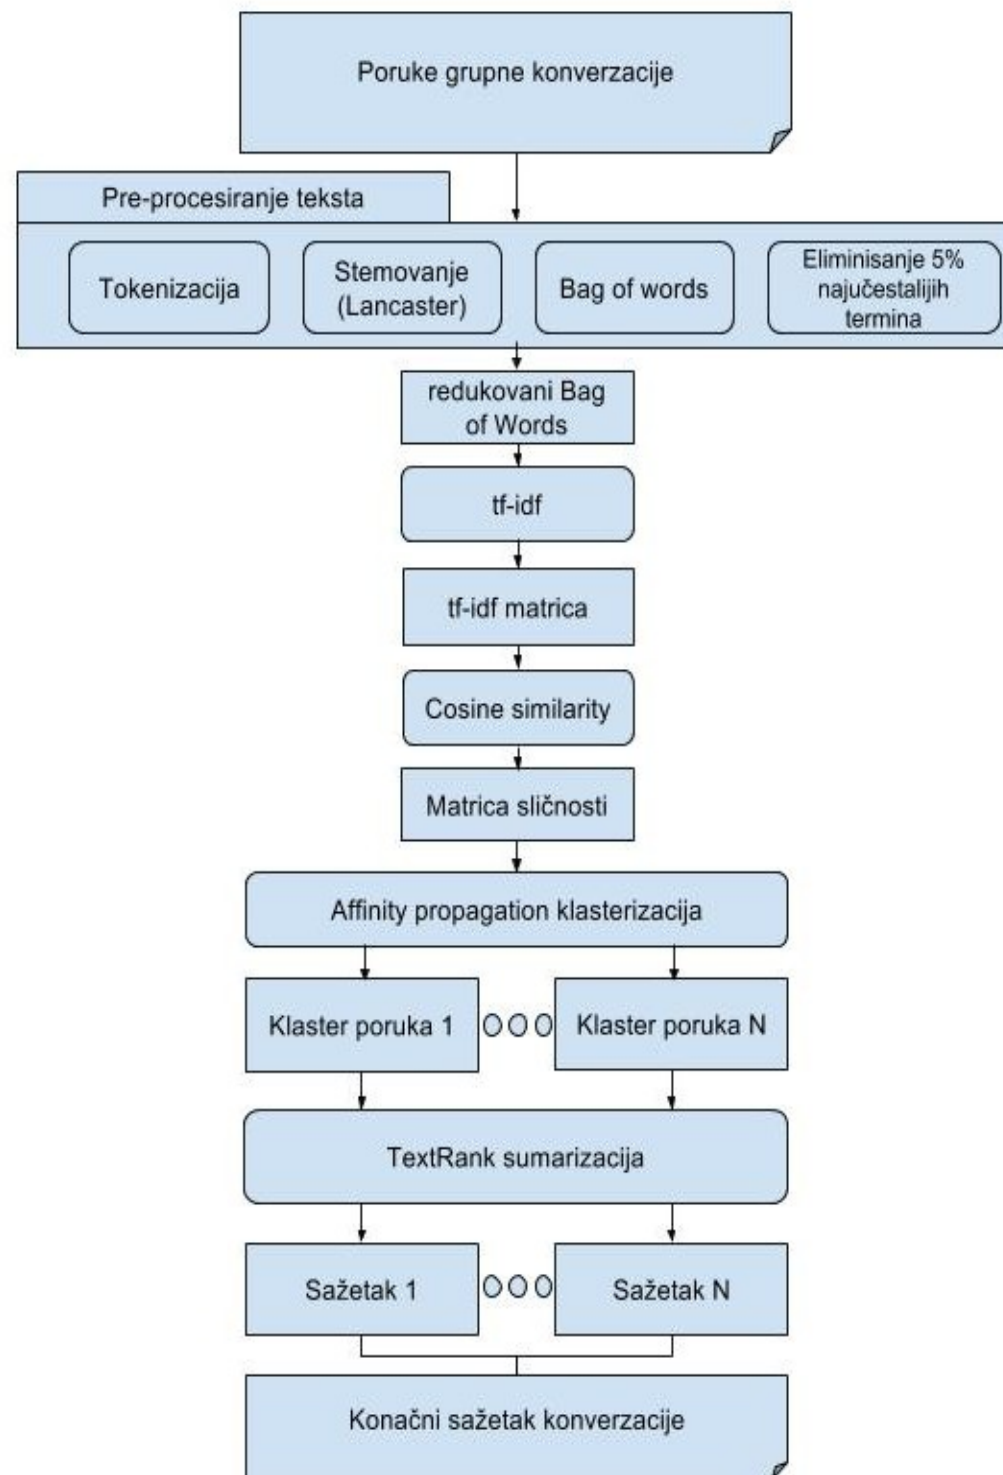 Poruke grupne konverzacije
Pre-procesiranje teksta
Tokenizacija
Stemovanje
(Lancaster)
Bag of words
Eliminisanje 5%
najučestalijih
termina
redukovani Bag
of Words
tf-idf
tf-idf matrica
Cosine similarity
Matrica sličnosti
Affinity propagation klasterizacija
Klaster poruka 1
Klaster poruka N
TextRank sumarizacija
Sažetak 1
Sažetak N
Konačni sažetak konverzacije